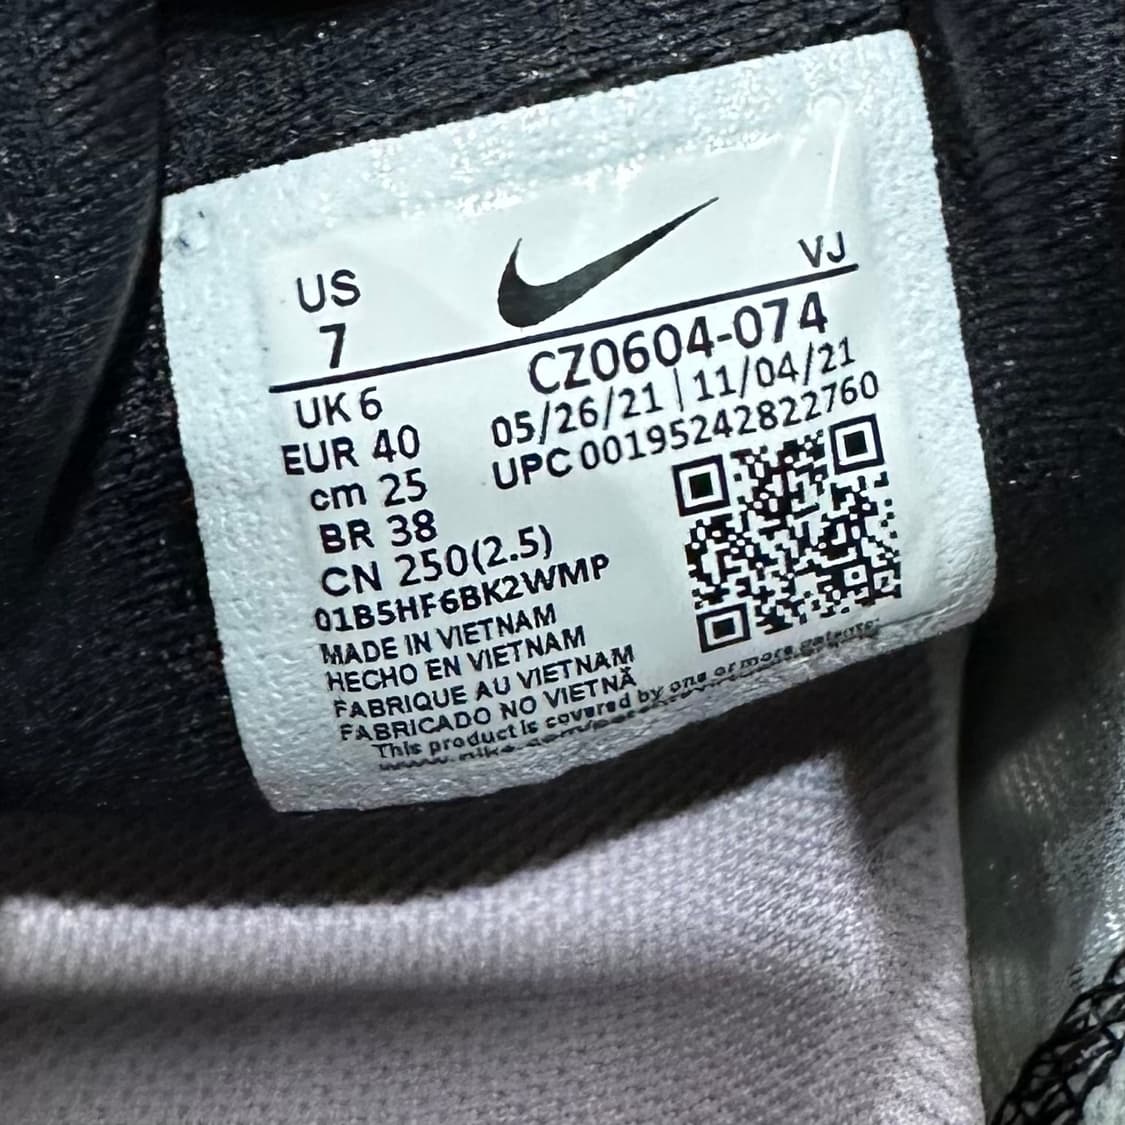 US
7
VJ
CZ0604-074
05/26/21 | 11/04/21
UPC 00195242822760
UK 6
EUR 40
cm 25
BR 38
CN 250(2.5)
01B5HF6BK2WMP
MADE IN VIETNAM
HECHO EN VIETNAM
FABRIQUE AU VIETNAM
FABRICADO NO VIETNÃ
This product is covered by one or more patents: